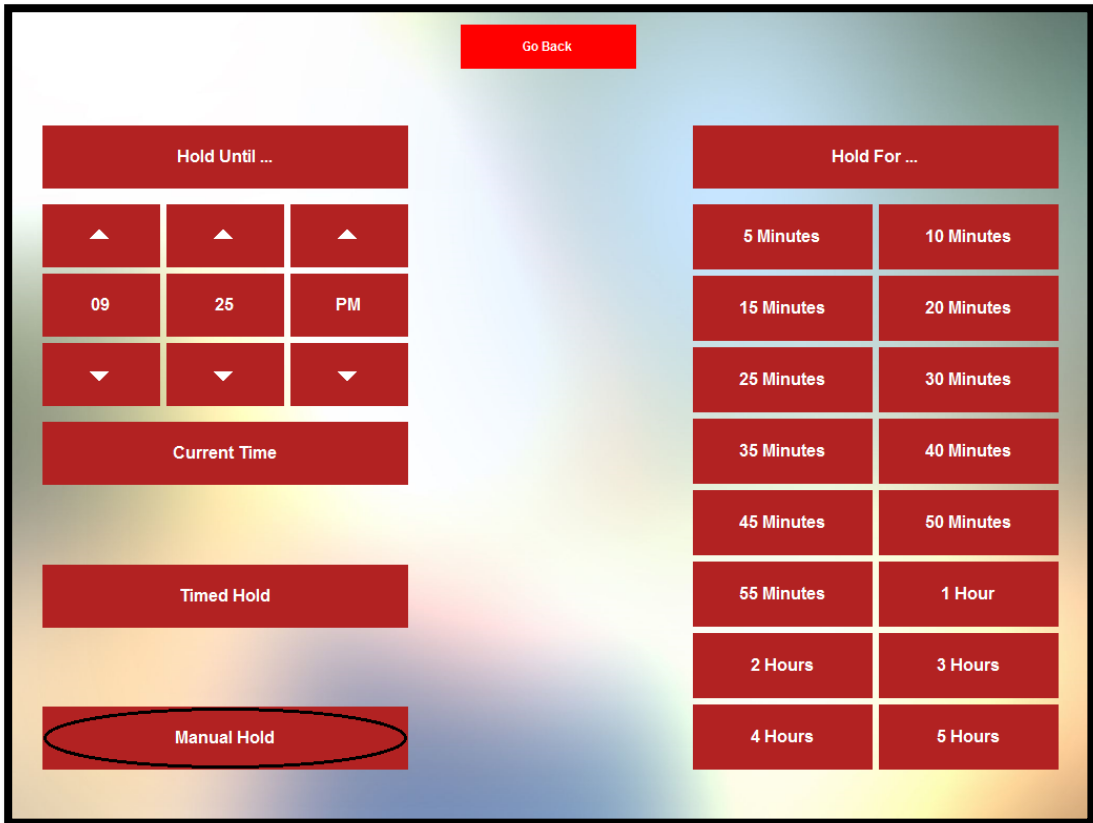 Go Back
Hold Until ...
09 25 PM
Current Time
Timed Hold
Manual Hold
Hold For ...
5 Minutes 10 Minutes
15 Minutes 20 Minutes
25 Minutes 30 Minutes
35 Minutes 40 Minutes
45 Minutes 50 Minutes
55 Minutes 1 Hour
2 Hours 3 Hours
4 Hours 5 Hours